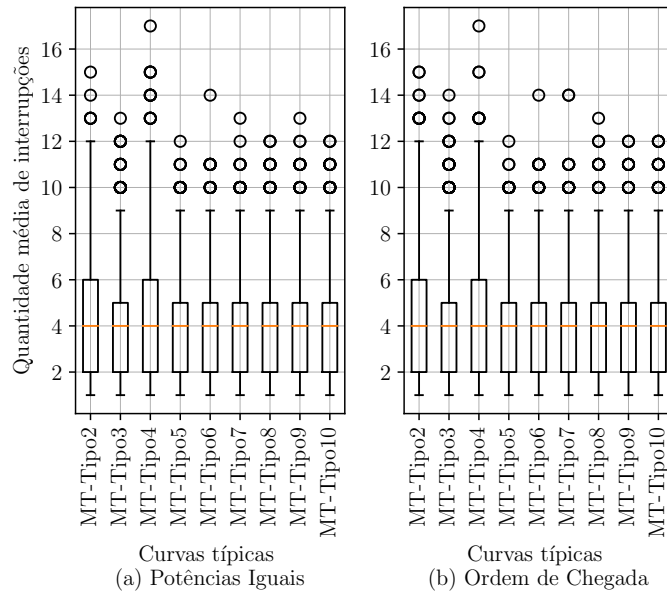 Quantidade média de interrupções
16
14
12
10
8
6
4
2
MT-Tipo2
MT-Tipo3
MT-Tipo4
MT-Tipo5
MT-Tipo6
MT-Tipo7
MT-Tipo8
MT-Tipo9
MT-Tipo10
Curvas típicas
(a) Potências Iguais
16
14
12
10
8
6
4
2
MT-Tipo2
MT-Tipo3
MT-Tipo4
MT-Tipo5
MT-Tipo6
MT-Tipo7
MT-Tipo8
MT-Tipo9
MT-Tipo10
Curvas típicas
(b) Ordem de Chegada